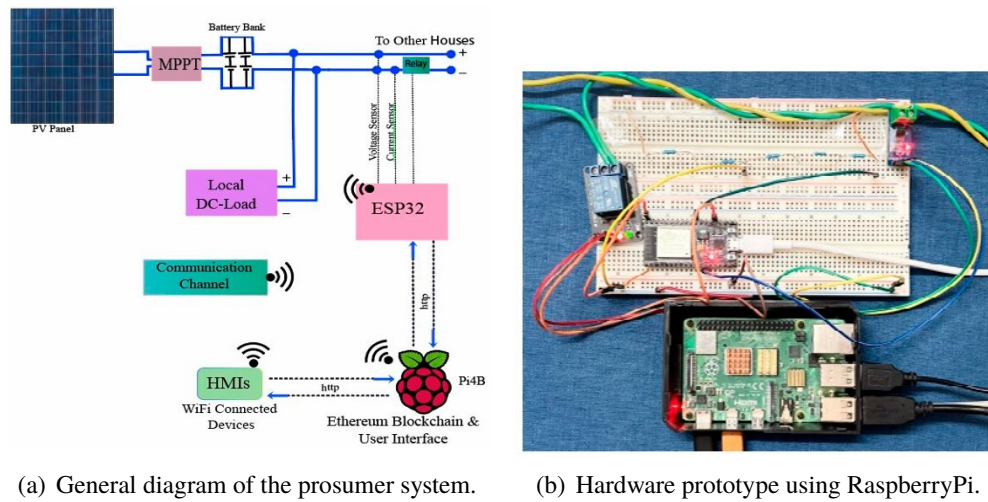 Battery Bank
To Other Houses
+
MPPT
Relay
−
PV Panel
Voltage Sensor
Current Sensor
Local
DC-Load
+
−
ESP32
Communication
Channel
http
HMIs
http
Pi4B
WiFi Connected
Devices
Ethereum Blockchain &
User Interface
HDMI
(a) General diagram of the prosumer system.
(b) Hardware prototype using RaspberryPi.